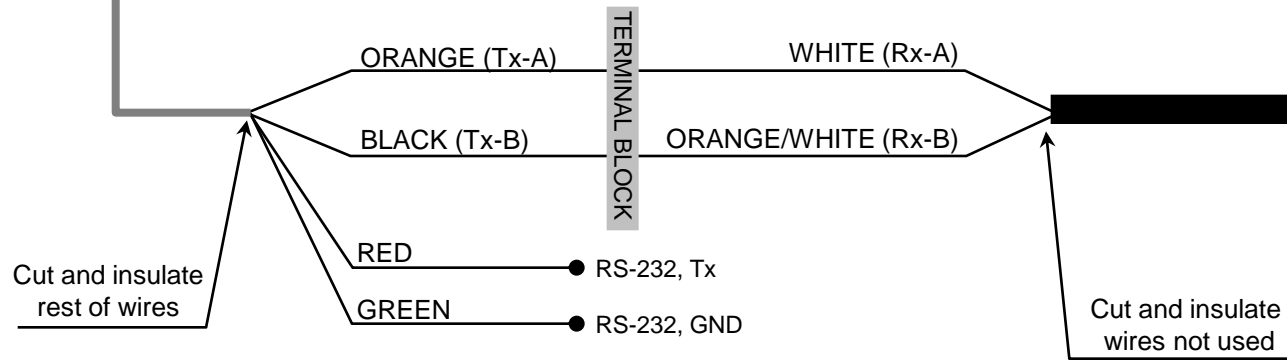 ORANGE (Tx-A)
WHITE (Rx-A)
TERMINAL BLOCK
BLACK (Tx-B)
ORANGE/WHITE (Rx-B)
RED
RS-232, Tx
Cut and insulate
rest of wires
GREEN
RS-232, GND
Cut and insulate
wires not used